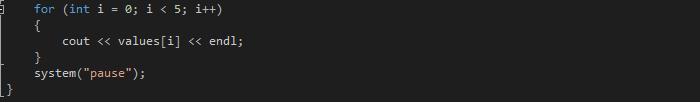 for (int i = 0; i < 5; i++)
{
cout << values[i] << endl;
}
system("pause");
}